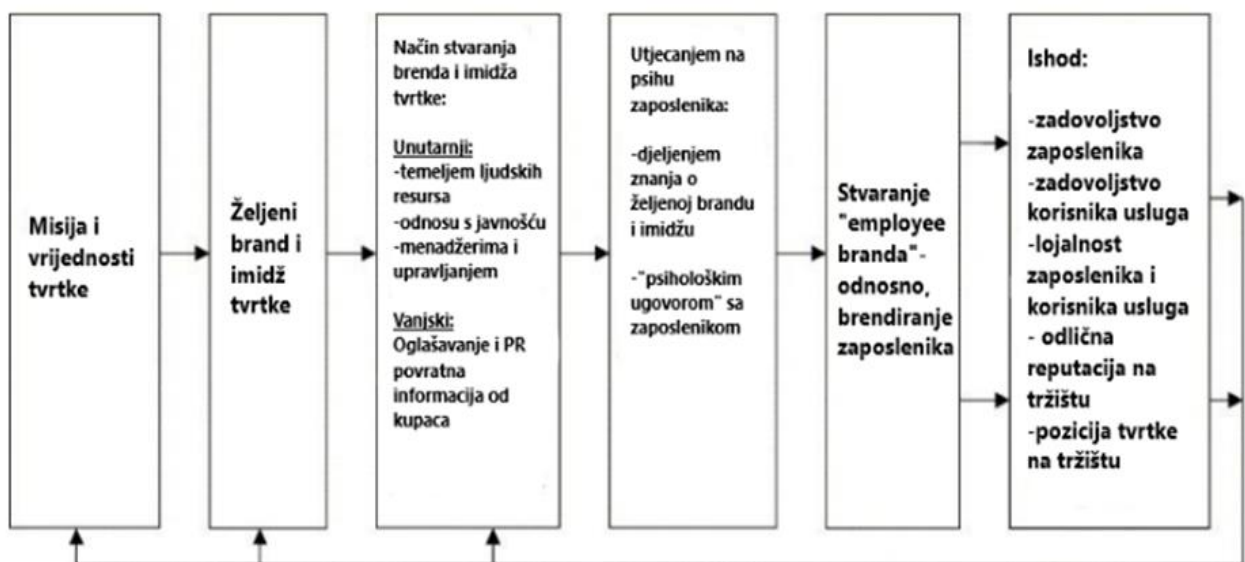 Misija i
vrijednosti
tvrtke
Željeni
brand i
imidž
tvrtke
Način stvaranja
brenda i imidža
tvrtke:
Unutarnji:
-temeljem ljudskih
resursa
-odnosu s javnošću
-menadžerima i
upravljanjem
Vanjski:
Oglašavanje i PR
povratna
informacija od
kupaca
Utjecanjem na
psihu
zaposlenika:
-djeljenjem
znanja o
željenoj brandu
i imidžu
-"psihološkim
ugovorom" sa
zaposlenikom
Stvaranje
"employee
branda"-
odnosno,
brendiranje
zaposlenika
Ishod:
-zadovoljstvo
zaposlenika
-zadovoljstvo
korisnika usluga
-lojalnost
zaposlenika i
korisnika usluga
- odlična
reputacija na
tržištu
-pozicija tvrtke
na tržištu